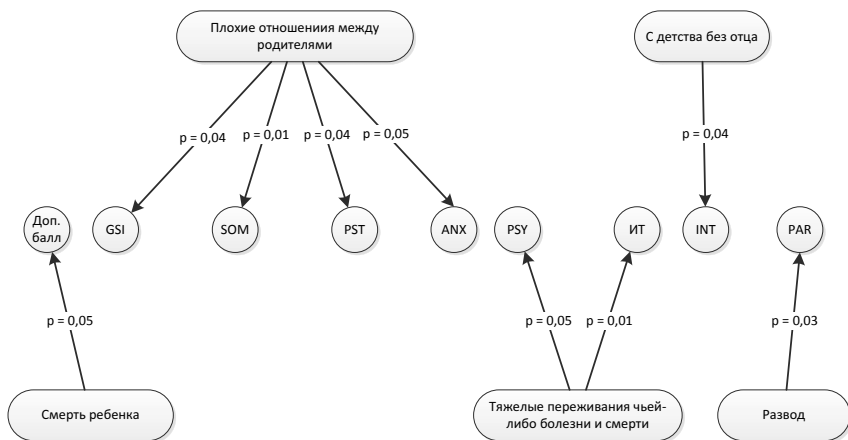 Плохие отношениия между
родителями
С детства без отца
p = 0,04
p = 0,01
p = 0,04
p = 0,05
p = 0,04
Доп.
балл
GSI
SOM
PST
ANX
PSY
ИТ
INT
PAR
p = 0,05
p = 0,05
p = 0,01
p = 0,03
Смерть ребенка
Тяжелые переживания чьей-
либо болезни и смерти
Развод